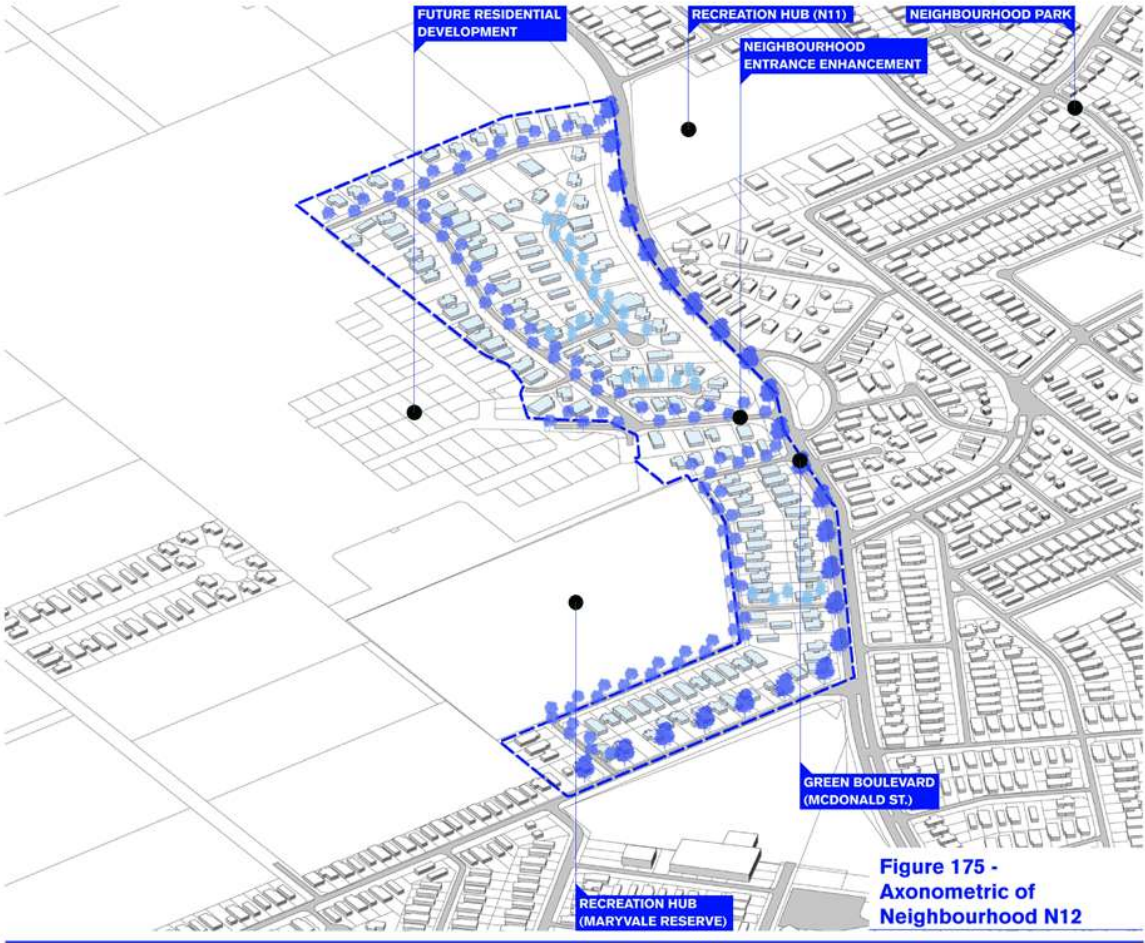 FUTURE RESIDENTIAL
DEVELOPMENT
RECREATION HUB (N11)
NEIGHBOURHOOD PARK
NEIGHBOURHOOD
ENTRANCE ENHANCEMENT
GREEN BOULEVARD
(MCDONALD ST.)
RECREATION HUB
(MARYVALE RESERVE)
Figure 175 -
Axonometric of
Neighbourhood N12